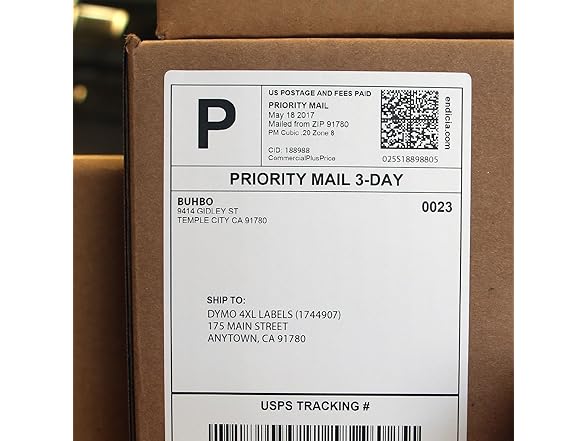 P
US POSTAGE AND FEES PAID
PRIORITY MAIL
May 18 2017
Mailed from ZIP 91780
PM Cubic .20 Zone 8
CID: 188988
CommercialPlusPrice
endicia.com
025S18898805
PRIORITY MAIL 3-DAY
BUHBO
9414 GIDLEY ST
TEMPLE CITY CA 91780
0023
SHIP TO:
DYMO 4XL LABELS (1744907)
175 MAIN STREET
ANYTOWN, CA 91780
USPS TRACKING #